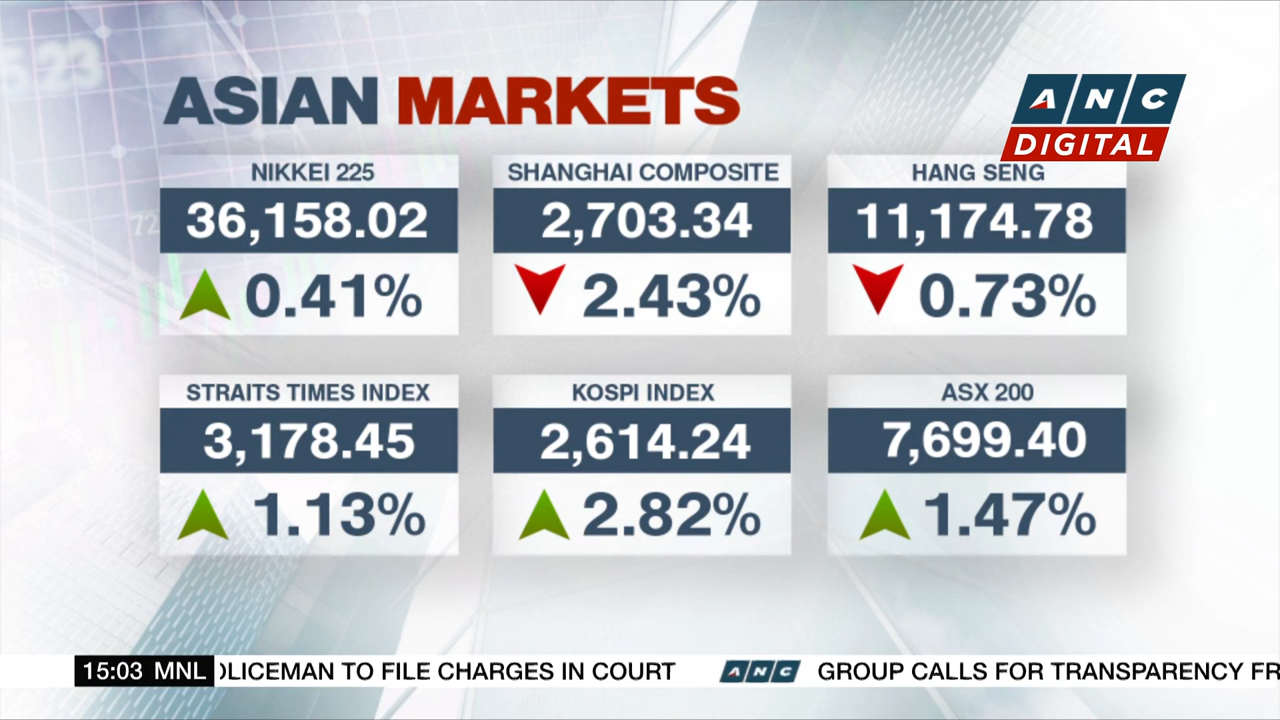 ASIAN MARKETS
ANC
DIGITAL
NIKKEI 225
36,158.02
0.41%
SHANGHAI COMPOSITE
2,703.34
2.43%
HANG SENG
11,174.78
0.73%
STRAITS TIMES INDEX
3,178.45
1.13%
KOSPI INDEX
2,614.24
2.82%
ASX 200
7,699.40
1.47%
15:03 MNL OLICEMAN TO FILE CHARGES IN COURT ANC GROUP CALLS FOR TRANSPARENCY FR